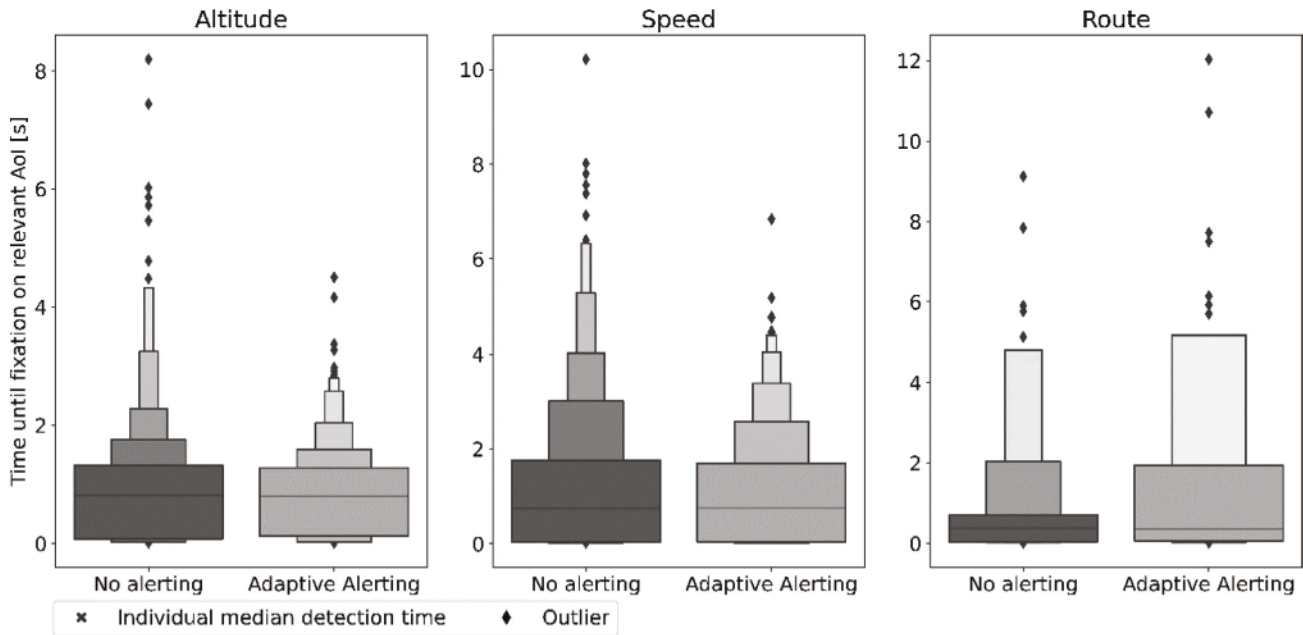 Altitude
Speed
Route
Time until fixation on relevant AoI [s]
8
6
4
2
0
10
8
6
4
2
0
12
10
8
6
4
2
0
No alerting
Adaptive Alerting
No alerting
Adaptive Alerting
No alerting
Adaptive Alerting
Individual median detection time
Outlier